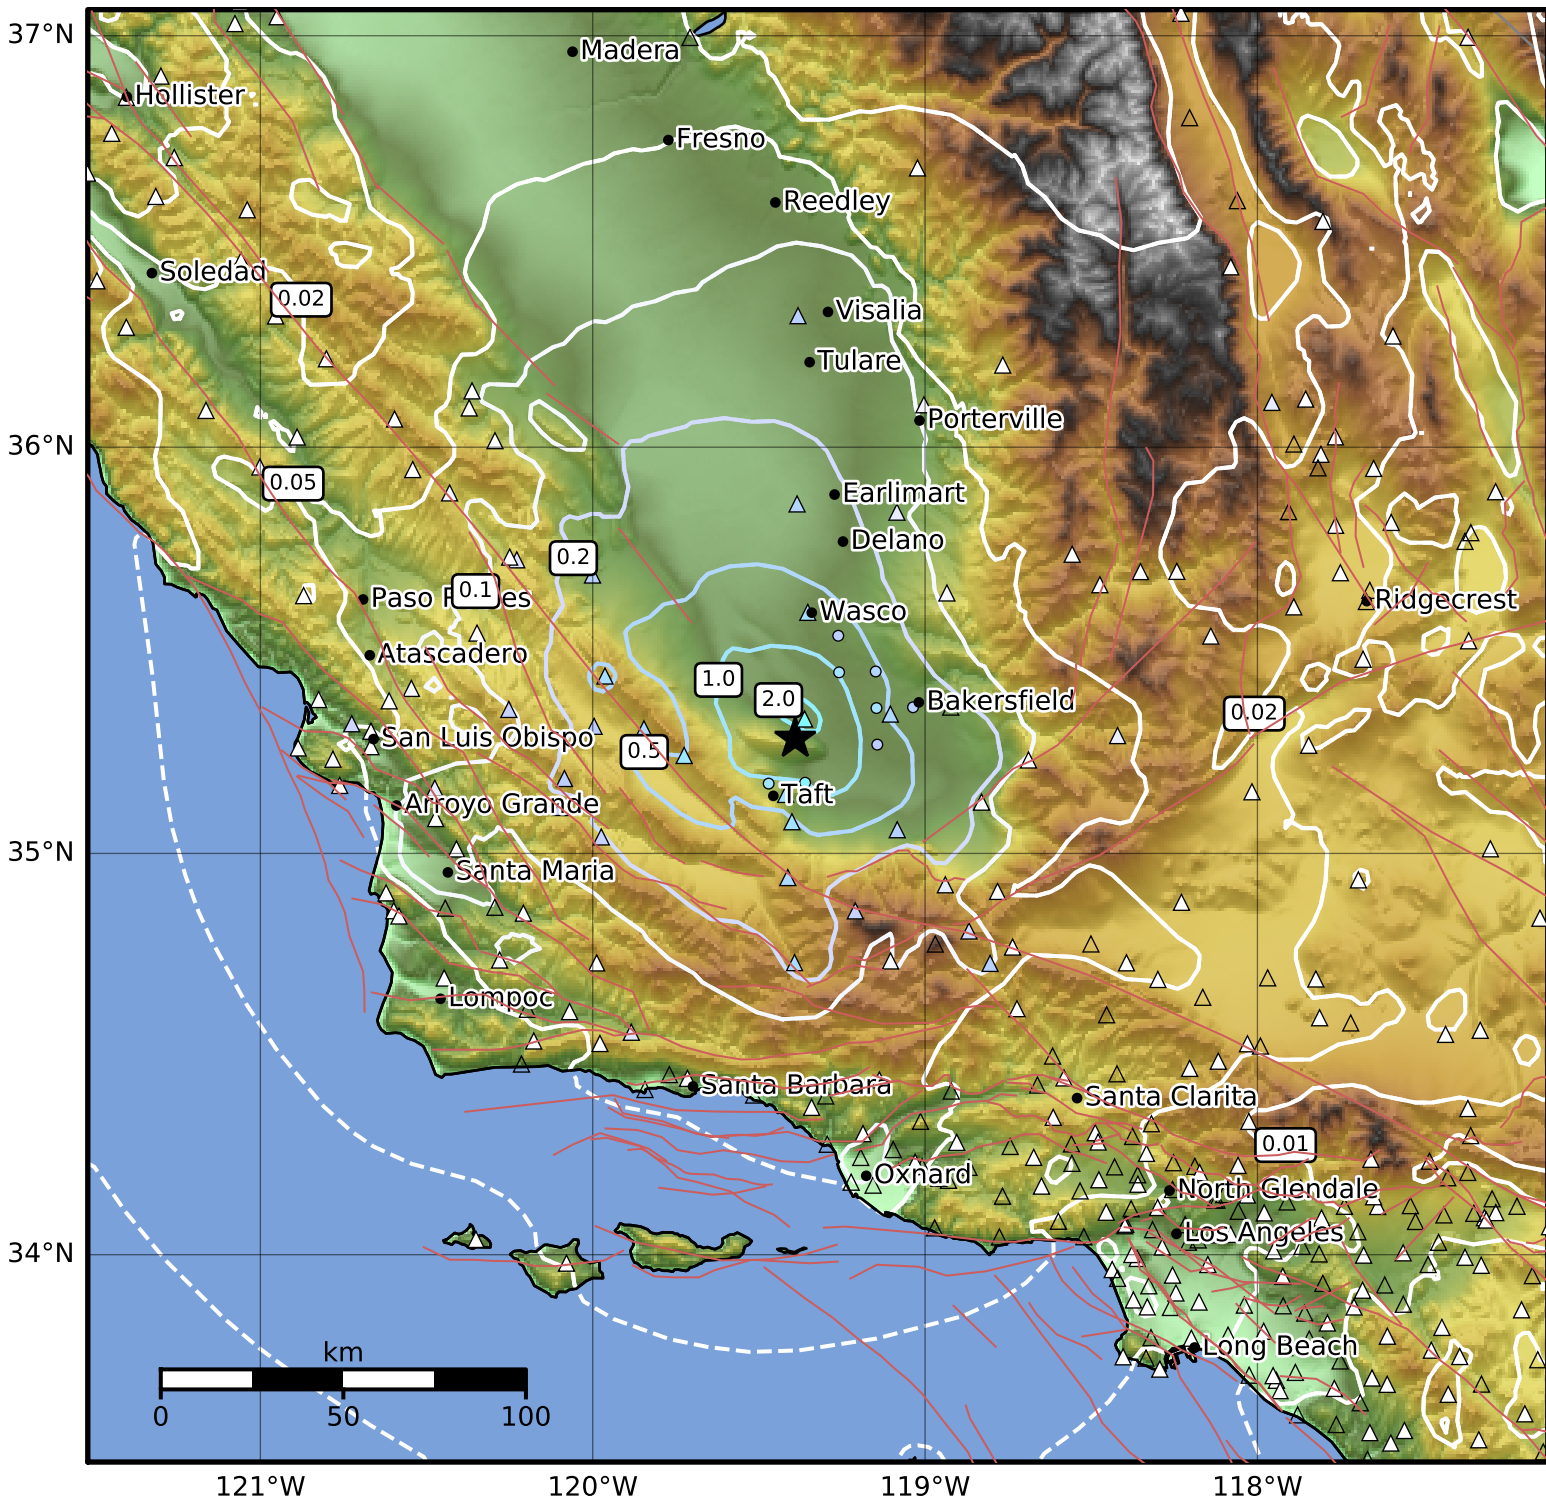 37°N
Madera
Hollister
Fresno
Reedley
Soledad
0.02
Visalia
Tulare
Porterville
36°N
0.05
Earlimart
Delano
0.2
0.1
Paso
es
Wasco
Ridgecrest
Atascadero
1.0
2.0
Bakersfield
0.02
San Luis Obispo
0.5
Taft
Arroyo Grande
35°N
Santa Maria
Lompoc
Santa Barbara
Santa Clarita
0.01
Oxnard
North Glendale
Los Angeles
34°N
Long Beach
km
0 50 100
121°W 120°W 119°W 118°W